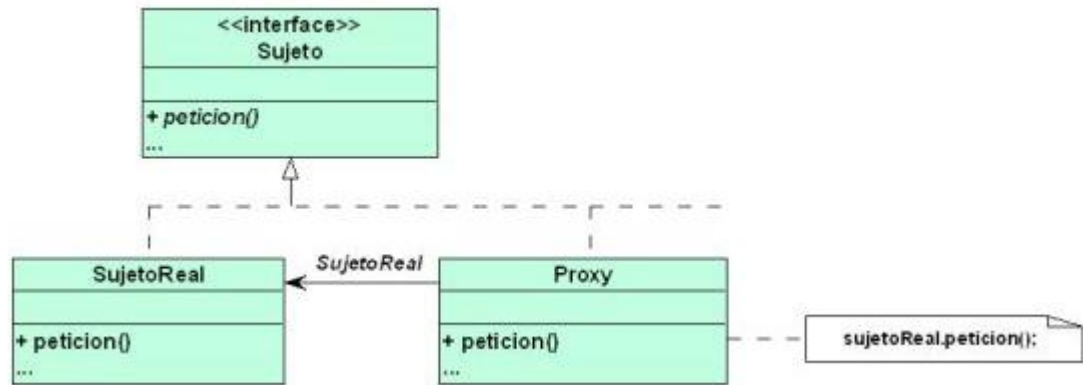 <<interface>>
Sujeto
+ peticion()
...
SujetoReal
+ peticion()
...
SujetoReal
Proxy
+ peticion()
...
sujetoReal.peticion();